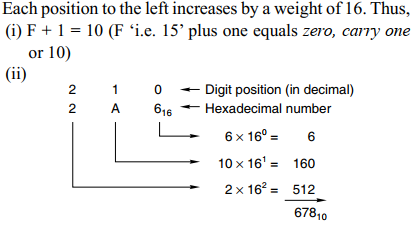 Each position to the left increases by a weight of 16. Thus,
(i) F + 1 = 10 (F ‘i.e. 15’ plus one equals zero, carry one
or 10)
(ii)
2 1 0 ← Digit position (in decimal)
2 A 6₁₆ ← Hexadecimal number
6 × 16⁰ = 6
10 × 16¹ = 160
2 × 16² = 512
678₁₀